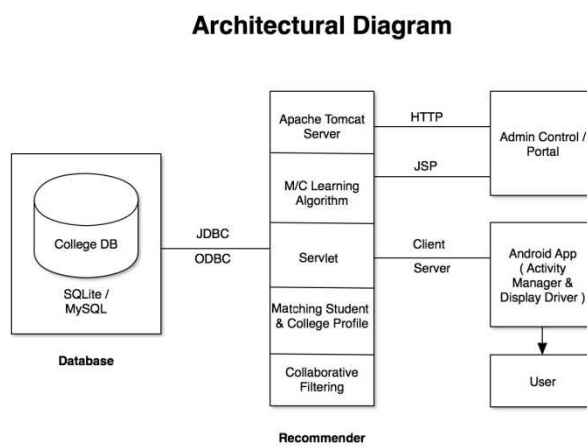 Architectural Diagram
College DB
SQLite /
MySQL
Database
JDBC
ODBC
Apache Tomcat
Server
M/C Learning
Algorithm
Servlet
Matching Student
& College Profile
Collaborative
Filtering
Recommender
HTTP
JSP
Client
Server
Admin Control /
Portal
Android App
( Activity
Manager &
Display Driver )
User